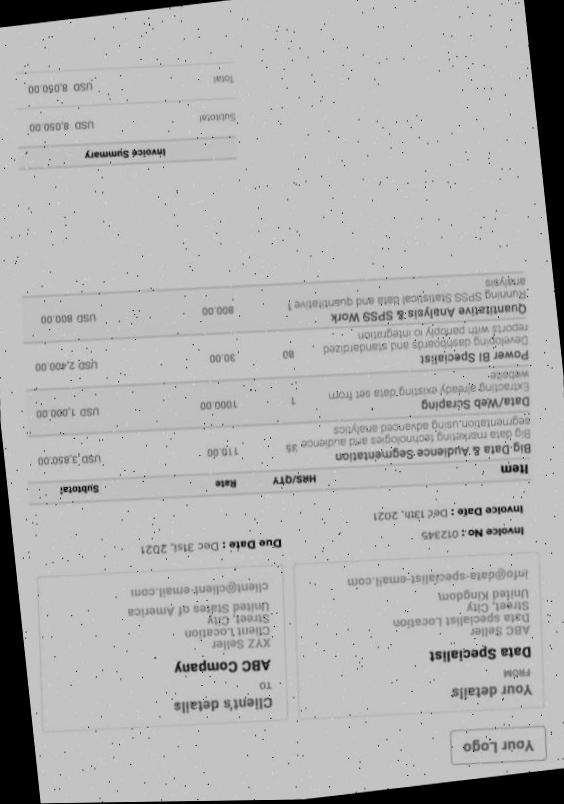 Your Logo
Your details
FROM
Data Specialist
ABC Seller
Data specialist Location
Street, City
United Kingdom
info@data-specialist-email.com
Client's details
TO
ABC Company
XYZ Seller
Client Location
Street, City
United States of America
client@client-email.com
Invoice No : 012345
Invoice Date : Dec 13th, 2021
Due Date : Dec 31st, 2021
Item HRS/QTY Rate Subtotal
Big-Data & Audience Segmentation
Big data marketing technologies and audience 35 110.00 USD 3,850.00
segmentation using advanced analytics
Data/Web Scraping
Extracting already existing data set from 1 1000.00 USD 1,000.00
website
Power BI Specialist
Developing dashboards and standardized 80 30.00 USD 2,400.00
reports with panoply io integration
Quantitative Analysis & SPSS Work
Running SPSS Statistical data and quantitative 1 800.00 USD 800.00
analysis
Invoice Summary
Subtotal USD 8,050.00
Total USD 8,050.00